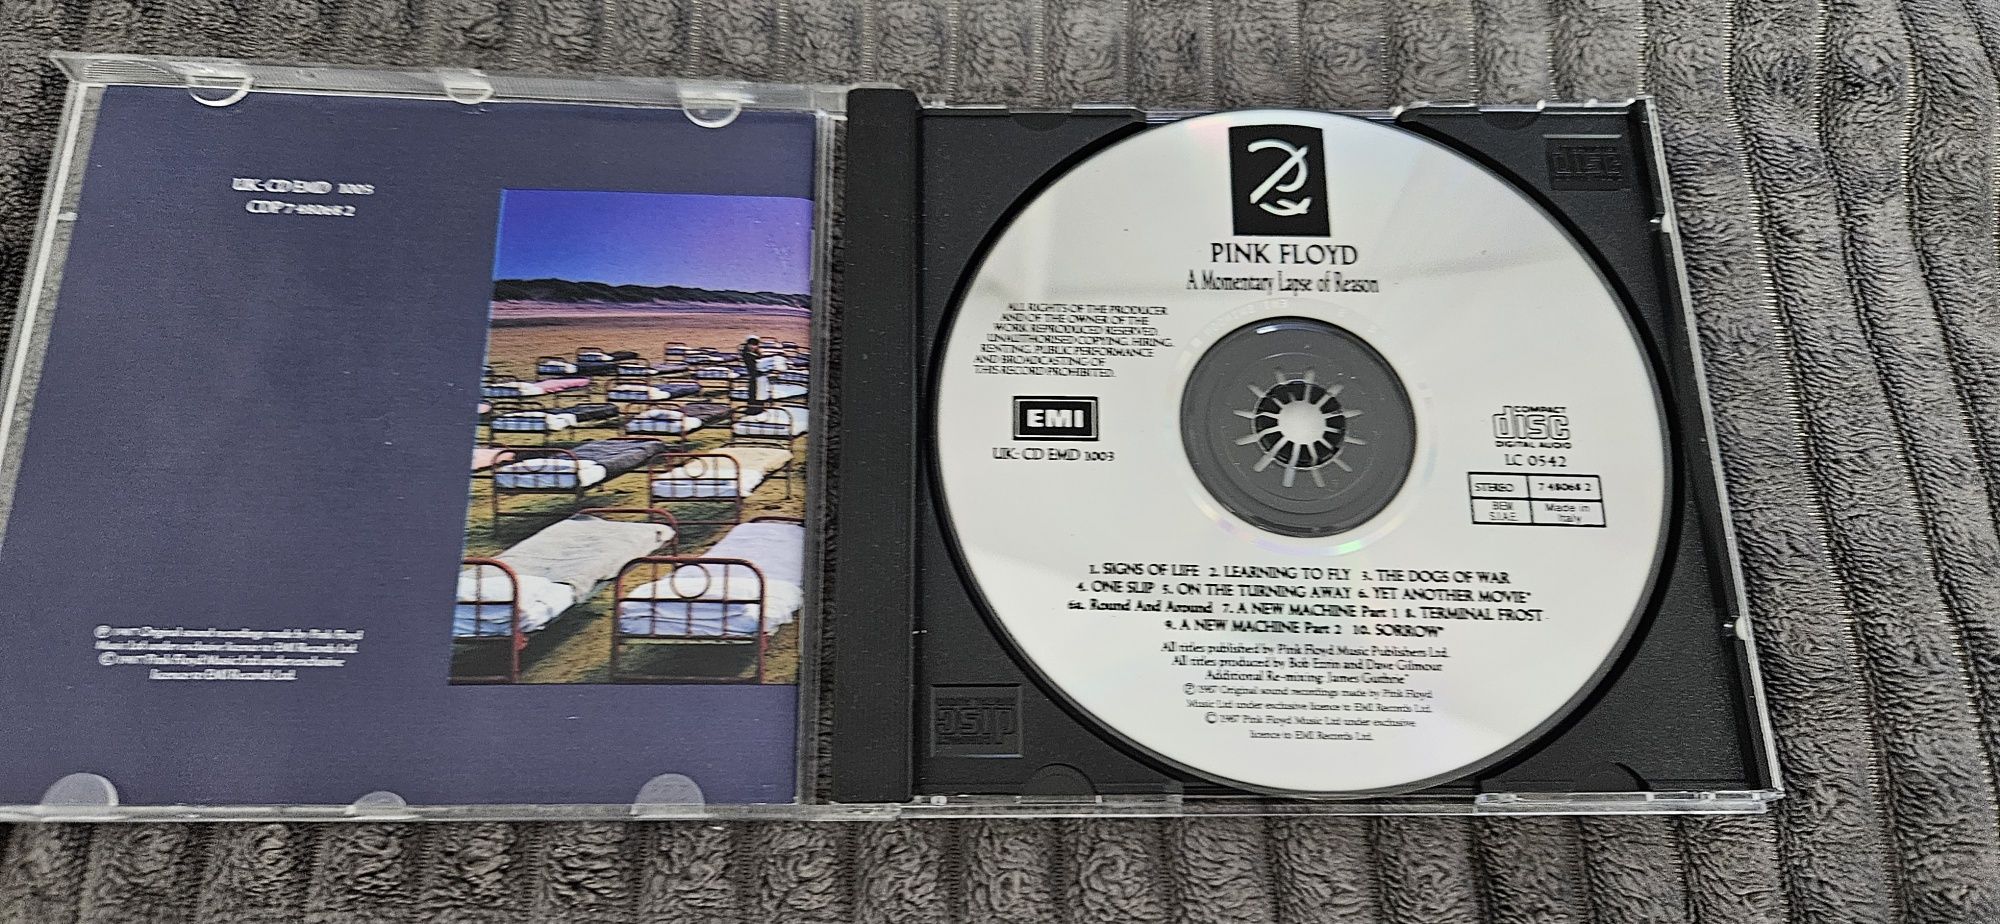 UK: CD EMD 1003
CDP 7 48068 2
PINK FLOYD
A Momentary Lapse of Reason
ALL RIGHTS OF THE PRODUCER
AND OF THE OWNER OF THE
WORK REPRODUCED RESERVED.
UNAUTHORISED COPYING, HIRING,
RENTING, PUBLIC PERFORMANCE
AND BROADCASTING OF
THIS RECORD PROHIBITED.
EMI
UK: CD EMD 1003
COMPACT
disc
DIGITAL AUDIO
LC 0542
STEREO 7 48068 2
BIEM
S.I.A.E.
Made in
Italy
1. SIGNS OF LIFE 2. LEARNING TO FLY 3. THE DOGS OF WAR
4. ONE SLIP 5. ON THE TURNING AWAY 6. YET ANOTHER MOVIE*
6a. Round And Around 7. A NEW MACHINE Part 1 8. TERMINAL FROST
9. A NEW MACHINE Part 2 10. SORROW*
All titles published by Pink Floyd Music Publishers Ltd.
All titles produced by Bob Ezrin and Dave Gilmour
Additional Re-mixing James Guthrie*
℗ 1987 Original sound recordings made by Pink Floyd
Music Ltd under exclusive licence to EMI Records Ltd.
© 1987 Pink Floyd Music Ltd under exclusive
licence to EMI Records Ltd.
disc
disc